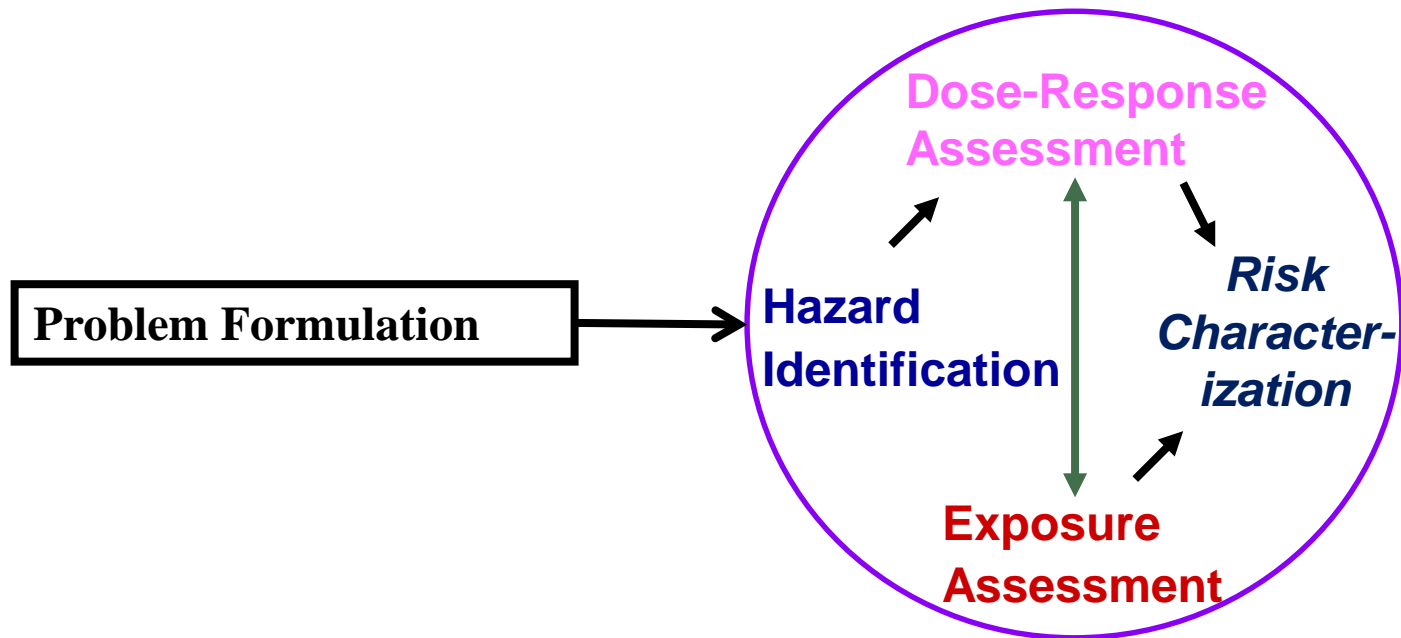 Problem Formulation
Hazard
Identification
Dose-Response
Assessment
Exposure
Assessment
Risk
Character-
ization